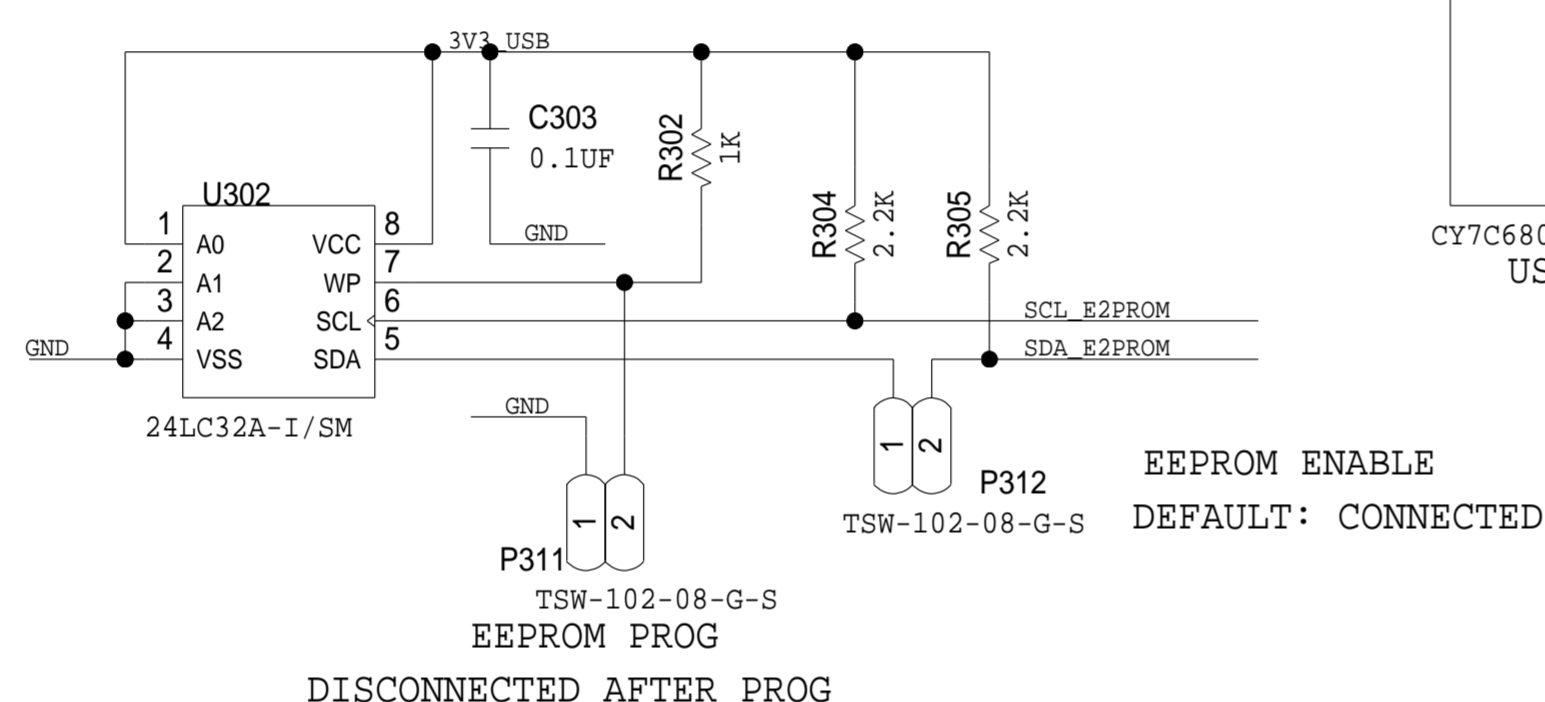 3V3_USB
C303
0.1UF
R302
1K
R304
2.2K
R305
2.2K
U302
1
2
3
4
A0
A1
A2
VSS
VCC
WP
SCL
SDA
8
7
6
5
GND
GND
24LC32A-I/SM
SCL_E2PROM
SDA_E2PROM
GND
1
2
P311
TSW-102-08-G-S
EEPROM PROG
DISCONNECTED AFTER PROG
1
2
P312
TSW-102-08-G-S
EEPROM ENABLE
DEFAULT: CONNECTED
CY7C680
US